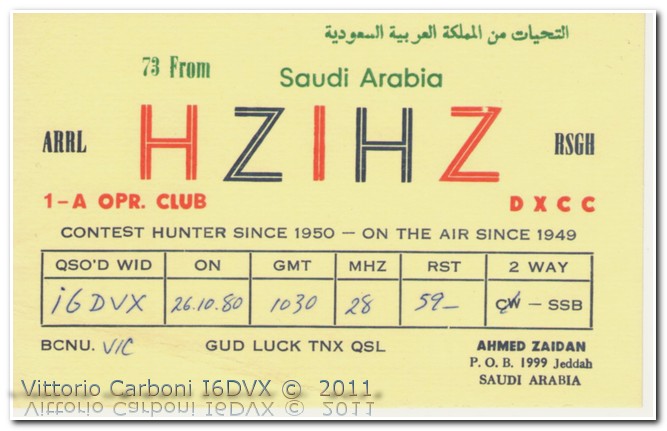 التحيات من المملكة العربية السعودية
73 From
Saudi Arabia
ARRL HZ1HZ RSGH
1-A OPR. CLUB DXCC
CONTEST HUNTER SINCE 1950 — ON THE AIR SINCE 1949
QSO'D WID ON GMT MHZ RST 2 WAY
i6DVX 26.10.80 1030 28 59- CW — SSB
BCNU. VIC GUD LUCK TNX QSL AHMED ZAIDAN
P. O. B. 1999 Jeddah
SAUDI ARABIA
Vittorio Carboni I6DVX © 2011